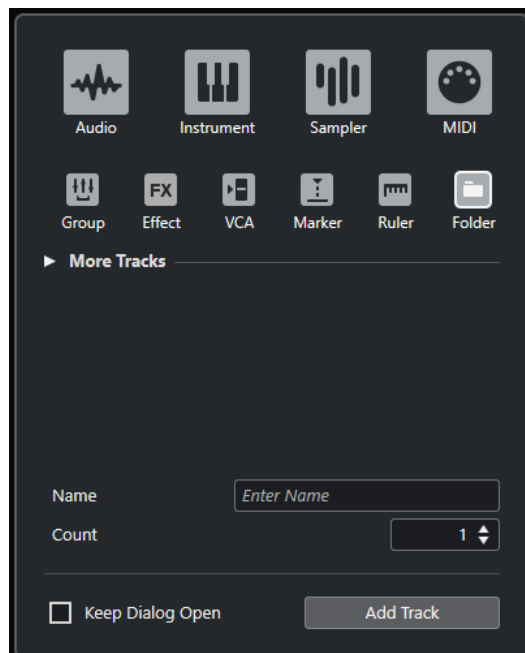 Audio Instrument Sampler MIDI
FX
Group Effect VCA Marker Ruler Folder
More Tracks
Name Enter Name
Count 1
Keep Dialog Open Add Track